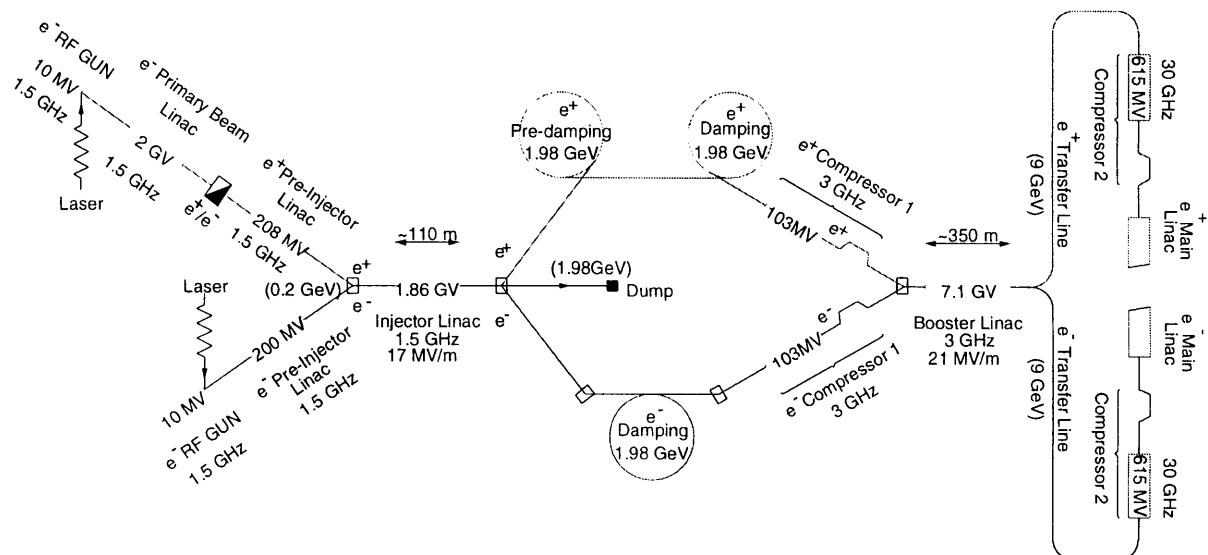 e⁻ RF GUN
10 MV
1.5 GHz
e⁻ Primary Beam
Linac
2 GV
1.5 GHz
Laser
e⁺/e⁻
e⁺Pre-Injector
Linac
208 MV
1.5 GHz
Laser
(0.2 GeV)
e⁺
e⁻
200 MV
e⁻ Pre-Injector
Linac
1.5 GHz
10 MV
e⁻RF GUN
1.5 GHz
~110 m
1.86 GV
Injector Linac
1.5 GHz
17 MV/m
e⁺
e⁻
e⁺
Pre-damping
1.98 GeV
e⁺
Damping
1.98 GeV
(1.98GeV)
Dump
e⁻
Damping
1.98 GeV
e⁺Compressor 1
3 GHz
103MV
e⁺
103MV
e⁻
e⁻ Compressor 1
3 GHz
~350 m
7.1 GV
Booster Linac
3 GHz
21 MV/m
e⁺Transfer Line
(9 GeV)
e⁻ Transfer Line
(9 GeV)
Compressor 2
615 MV
30 GHz
e⁺ Main
Linac
e⁻ Main
Linac
Compressor 2
615 MV
30 GHz